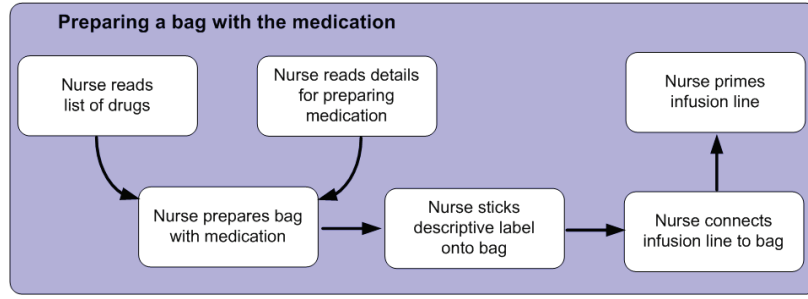 Preparing a bag with the medication
Nurse reads
list of drugs
Nurse reads details
for preparing
medication
Nurse primes
infusion line
Nurse prepares bag
with medication
Nurse sticks
descriptive label
onto bag
Nurse connects
infusion line to bag